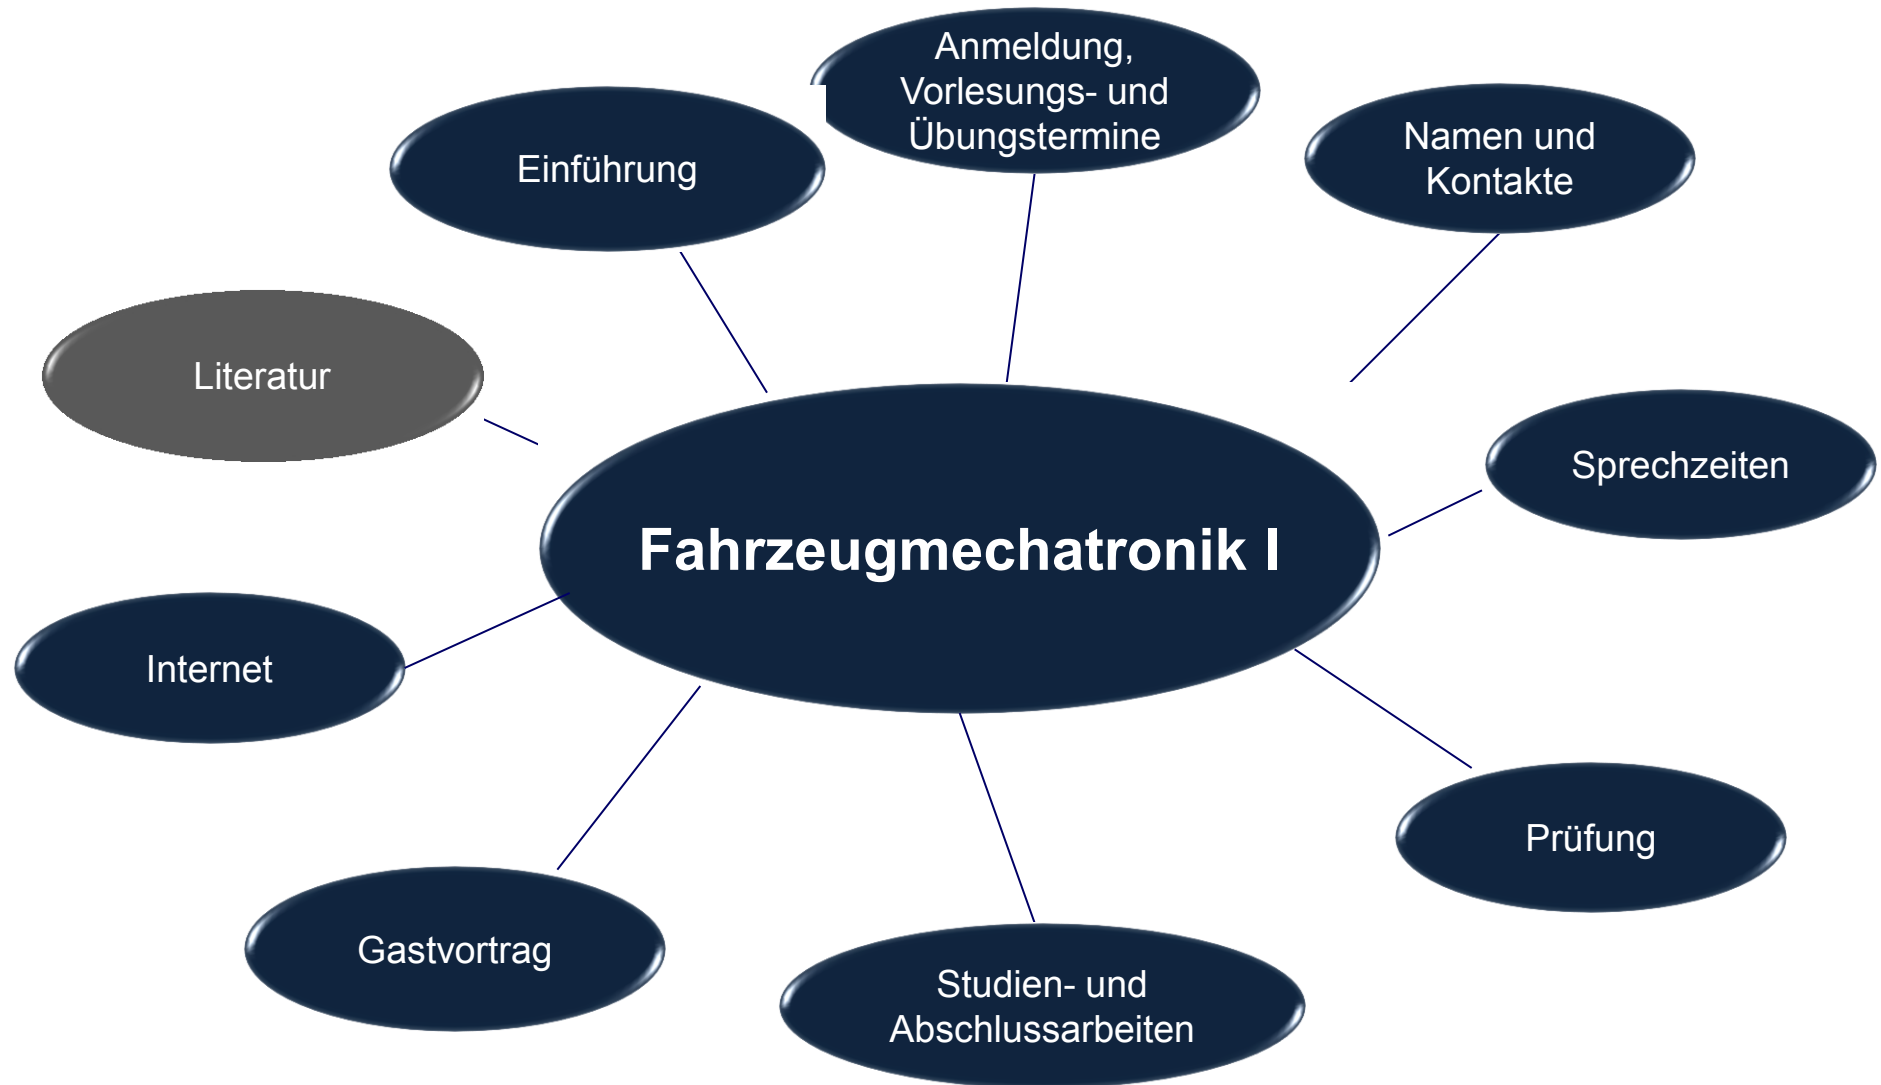 Anmeldung,
Vorlesungs- und
Übungstermine
Namen und
Kontakte
Einführung
Literatur
Sprechzeiten
Fahrzeugmechatronik I
Internet
Prüfung
Gastvortrag
Studien- und
Abschlussarbeiten